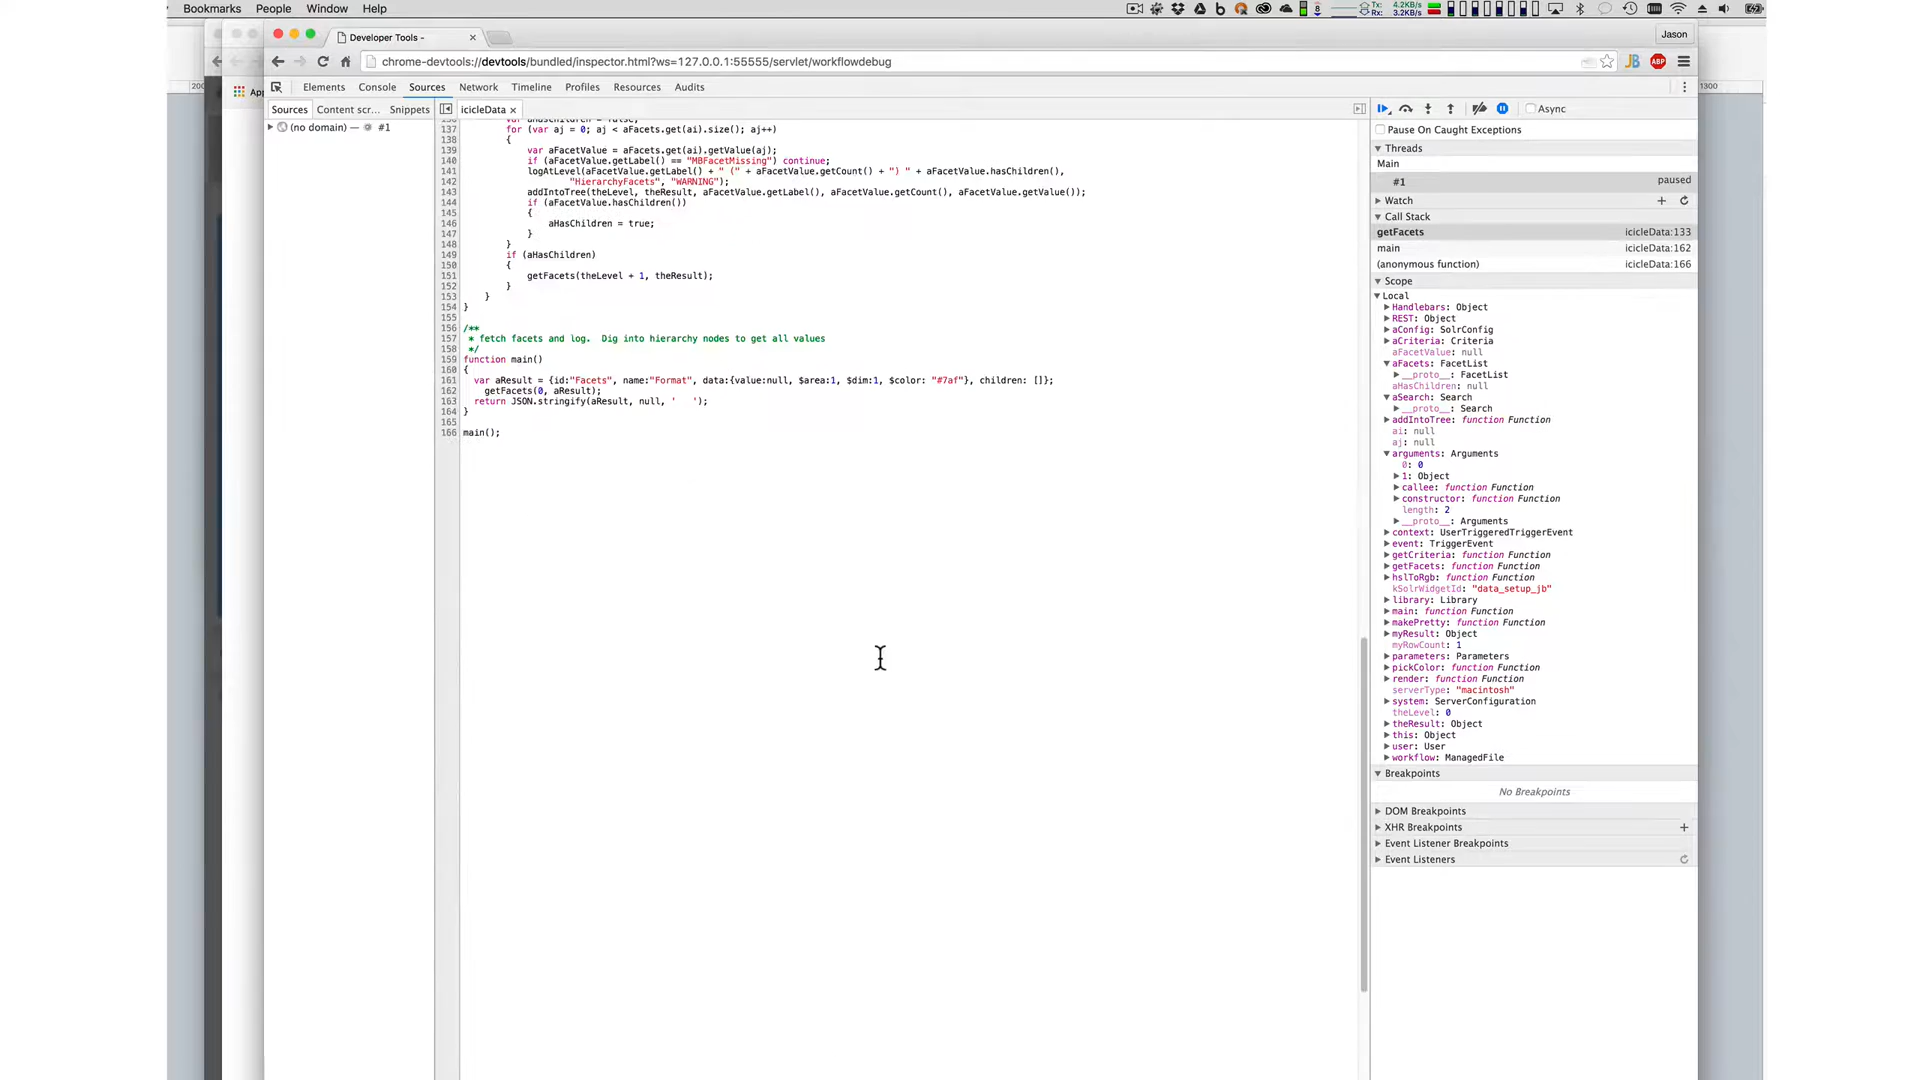 Bookmarks People Window Help
8 Tx: 4.2KB/s
Rx: 3.2KB/s
Developer Tools - × Jason
chrome-devtools://devtools/bundled/inspector.html?ws=127.0.0.1:55555/servlet/workflowdebug JB ABP
200 1300
Elements Console Sources Network Timeline Profiles Resources Audits
Sources Content scr... Snippets icicleData ×
(no domain) — #1
137 for (var aj = 0; aj < aFacets.get(ai).size(); aj++)
138 {
139 var aFacetValue = aFacets.get(ai).getValue(aj);
140 if (aFacetValue.getLabel() == "MBFacetMissing") continue;
141 logAtLevel(aFacetValue.getLabel() + " (" + aFacetValue.getCount() + ") " + aFacetValue.hasChildren(),
142 "HierarchyFacets", "WARNING");
143 addIntoTree(theLevel, theResult, aFacetValue.getLabel(), aFacetValue.getCount(), aFacetValue.getValue());
144 if (aFacetValue.hasChildren())
145 {
146 aHasChildren = true;
147 }
148 }
149 if (aHasChildren)
150 {
151 getFacets(theLevel + 1, theResult);
152 }
153 }
154 }
155
156 /**
157 * fetch facets and log. Dig into hierarchy nodes to get all values
158 */
159 function main()
160 {
161 var aResult = {id:"Facets", name:"Format", data:{value:null, $area:1, $dim:1, $color: "#7af"}, children: []};
162 getFacets(0, aResult);
163 return JSON.stringify(aResult, null, ' ');
164 }
165
166 main();
Async
Pause On Caught Exceptions
Threads
Main
#1 paused
Watch
Call Stack
getFacets icicleData:133
main icicleData:162
(anonymous function) icicleData:166
Scope
Local
Handlebars: Object
REST: Object
aConfig: SolrConfig
aCriteria: Criteria
aFacetValue: null
aFacets: FacetList
__proto__: FacetList
aHasChildren: null
aSearch: Search
__proto__: Search
addIntoTree: function Function
ai: null
aj: null
arguments: Arguments
0: 0
1: Object
callee: function Function
constructor: function Function
length: 2
__proto__: Arguments
context: UserTriggeredTriggerEvent
event: TriggerEvent
getCriteria: function Function
getFacets: function Function
hslToRgb: function Function
kSolrWidgetId: "data_setup_jb"
library: Library
main: function Function
makePretty: function Function
myResult: Object
myRowCount: 1
parameters: Parameters
pickColor: function Function
render: function Function
serverType: "macintosh"
system: ServerConfiguration
theLevel: 0
theResult: Object
this: Object
user: User
workflow: ManagedFile
Breakpoints
No Breakpoints
DOM Breakpoints
XHR Breakpoints
Event Listener Breakpoints
Event Listeners